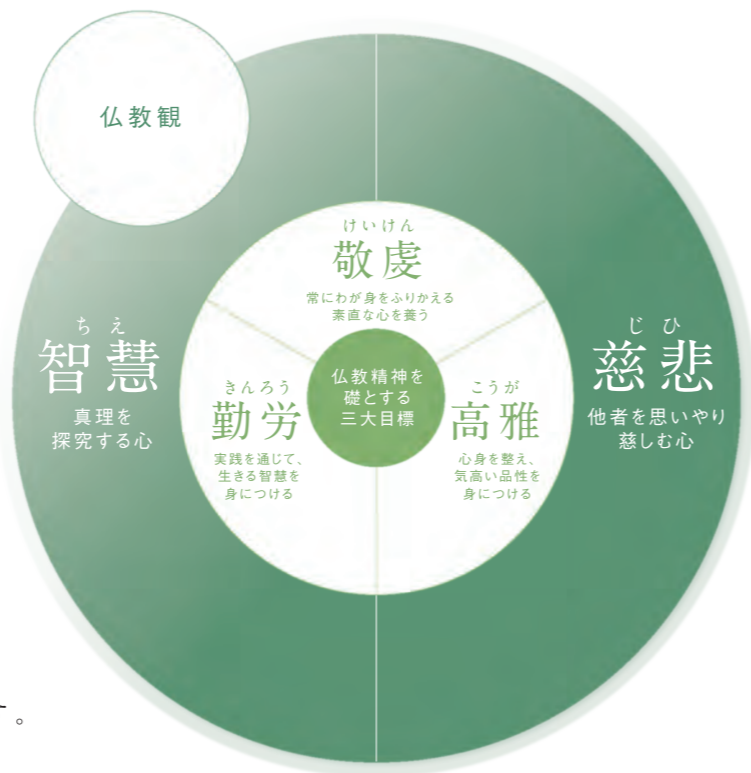 仏教観
けいけん
敬虔
常にわが身をふりかえる
素直な心を養う
ちえ
智慧
真理を
探究する心
きんろう
勤労
実践を通じて、
生きる智慧を
身につける
仏教精神を
礎とする
三大目標
こうが
高雅
心身を整え、
気高い品性を
身につける
じひ
慈悲
他者を思いやり
慈しむ心
。